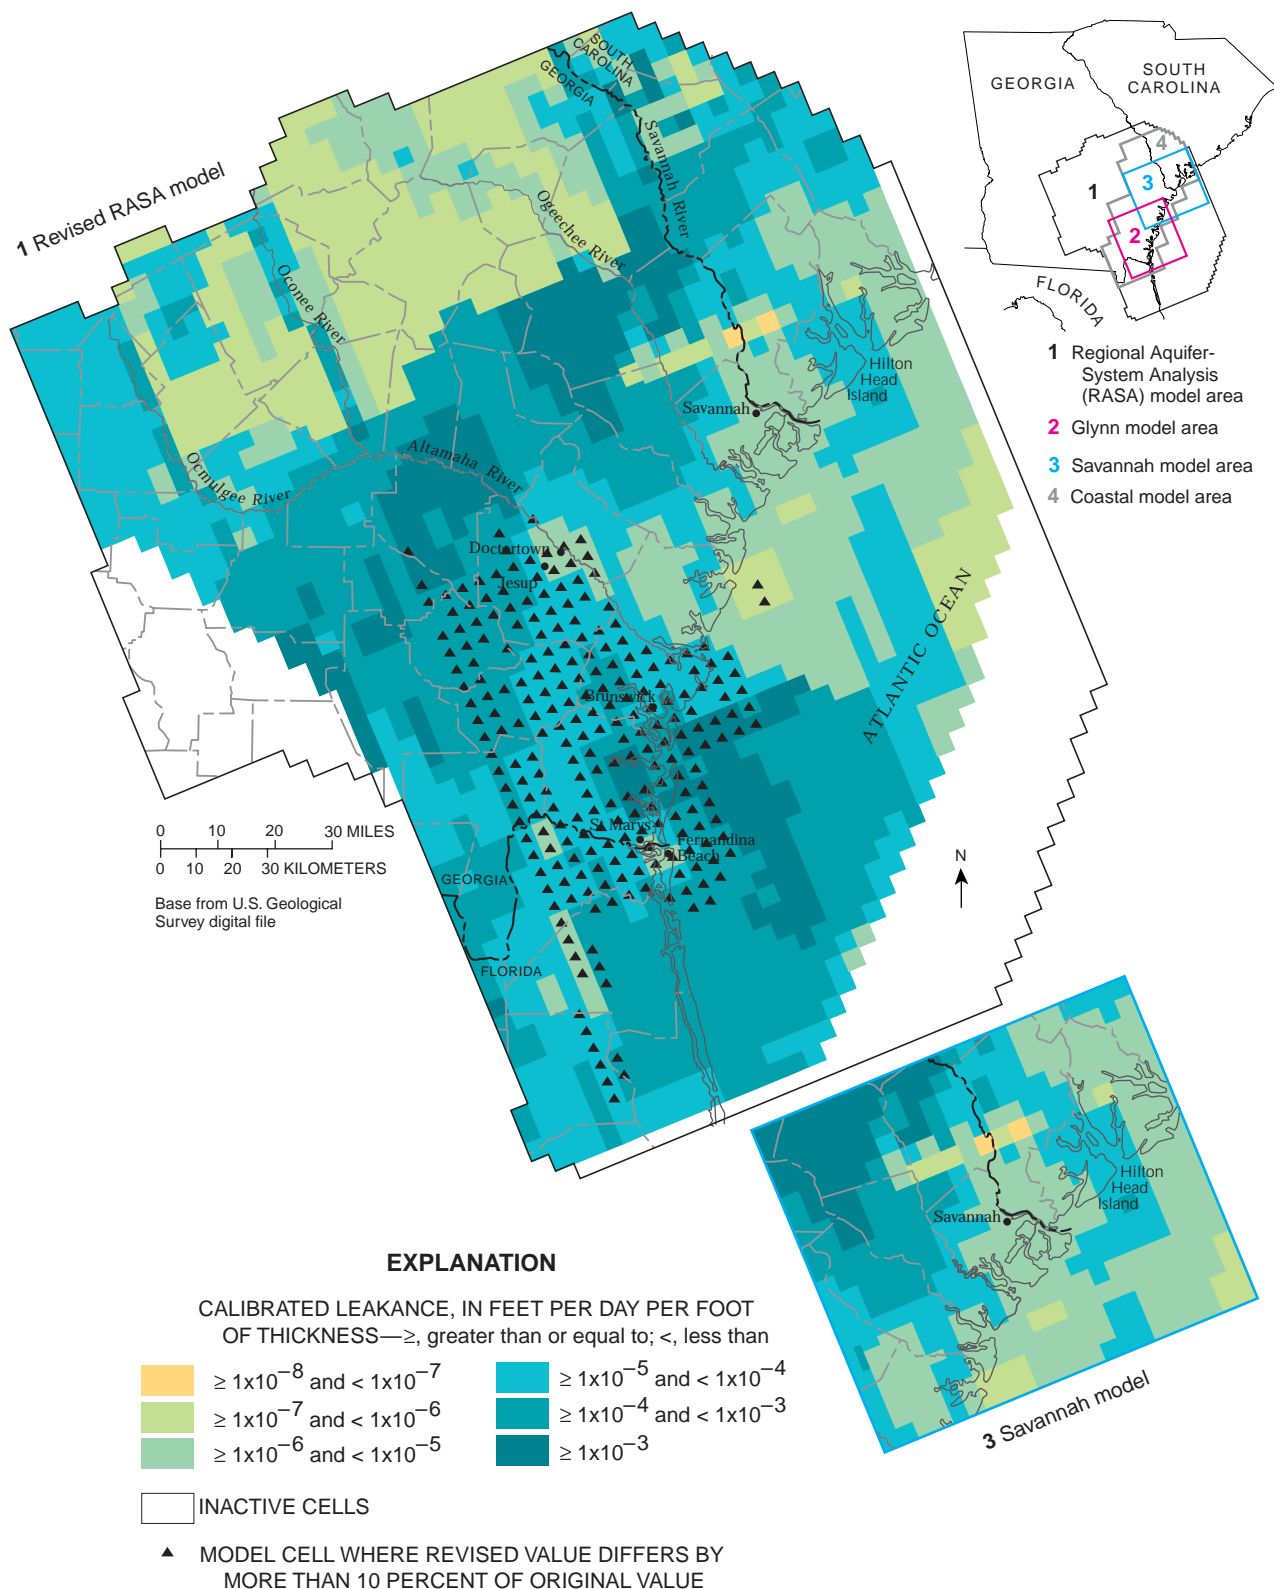 1 Revised RASA model
SOUTH
CAROLINA
GEORGIA
Savannah River
Ogeechee River
Oconee River
Ocmulgee River
Altamaha River
Hilton
Head
Island
Savannah
Doctortown
Jesup
Brunswick
St Marys
Fernandina
Beach
ATLANTIC OCEAN
GEORGIA
FLORIDA
0 10 20 30 MILES
0 10 20 30 KILOMETERS
Base from U.S. Geological
Survey digital file
N
GEORGIA
SOUTH
CAROLINA
FLORIDA
1
2
3
4
1 Regional Aquifer-
System Analysis
(RASA) model area
2 Glynn model area
3 Savannah model area
4 Coastal model area
Hilton
Head
Island
Savannah
3 Savannah model
EXPLANATION
CALIBRATED LEAKANCE, IN FEET PER DAY PER FOOT
OF THICKNESS—≥, greater than or equal to; <, less than
≥ 1x10⁻⁸ and < 1x10⁻⁷
≥ 1x10⁻⁷ and < 1x10⁻⁶
≥ 1x10⁻⁶ and < 1x10⁻⁵
≥ 1x10⁻⁵ and < 1x10⁻⁴
≥ 1x10⁻⁴ and < 1x10⁻³
≥ 1x10⁻³
INACTIVE CELLS
MODEL CELL WHERE REVISED VALUE DIFFERS BY
MORE THAN 10 PERCENT OF ORIGINAL VALUE